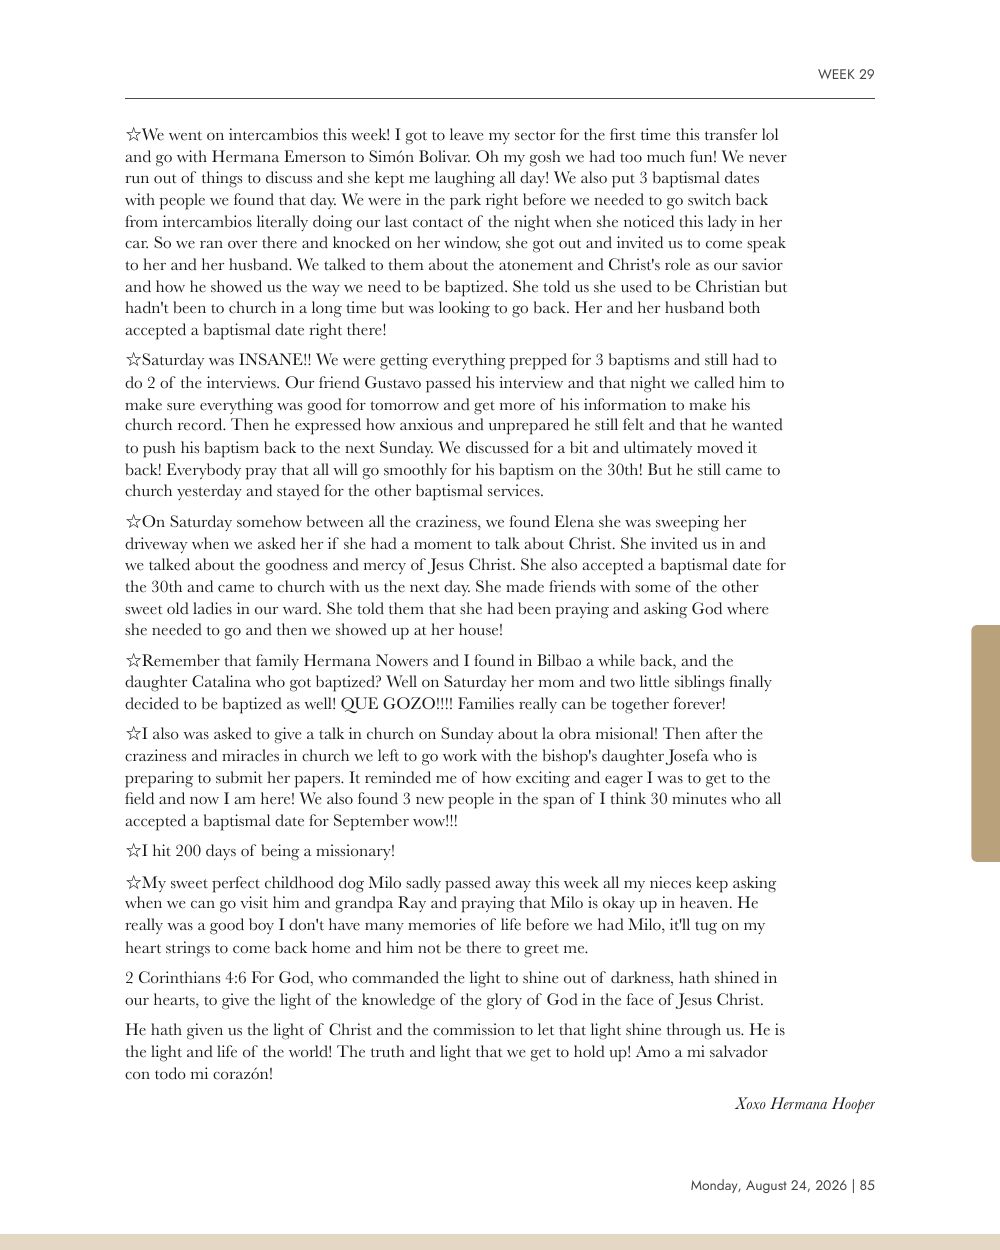 WEEK 29
☆We went on intercambios this week! I got to leave my sector for the first time this transfer lol
and go with Hermana Emerson to Simón Bolivar. Oh my gosh we had too much fun! We never
run out of things to discuss and she kept me laughing all day! We also put 3 baptismal dates
with people we found that day. We were in the park right before we needed to go switch back
from intercambios literally doing our last contact of the night when she noticed this lady in her
car. So we ran over there and knocked on her window, she got out and invited us to come speak
to her and her husband. We talked to them about the atonement and Christ's role as our savior
and how he showed us the way we need to be baptized. She told us she used to be Christian but
hadn't been to church in a long time but was looking to go back. Her and her husband both
accepted a baptismal date right there!
☆Saturday was INSANE!! We were getting everything prepped for 3 baptisms and still had to
do 2 of the interviews. Our friend Gustavo passed his interview and that night we called him to
make sure everything was good for tomorrow and get more of his information to make his
church record. Then he expressed how anxious and unprepared he still felt and that he wanted
to push his baptism back to the next Sunday. We discussed for a bit and ultimately moved it
back! Everybody pray that all will go smoothly for his baptism on the 30th! But he still came to
church yesterday and stayed for the other baptismal services.
☆On Saturday somehow between all the craziness, we found Elena she was sweeping her
driveway when we asked her if she had a moment to talk about Christ. She invited us in and
we talked about the goodness and mercy of Jesus Christ. She also accepted a baptismal date for
the 30th and came to church with us the next day. She made friends with some of the other
sweet old ladies in our ward. She told them that she had been praying and asking God where
she needed to go and then we showed up at her house!
☆Remember that family Hermana Nowers and I found in Bilbao a while back, and the
daughter Catalina who got baptized? Well on Saturday her mom and two little siblings finally
decided to be baptized as well! QUE GOZO!!!! Families really can be together forever!
☆I also was asked to give a talk in church on Sunday about la obra misional! Then after the
craziness and miracles in church we left to go work with the bishop's daughter Josefa who is
preparing to submit her papers. It reminded me of how exciting and eager I was to get to the
field and now I am here! We also found 3 new people in the span of I think 30 minutes who all
accepted a baptismal date for September wow!!!
☆I hit 200 days of being a missionary!
☆My sweet perfect childhood dog Milo sadly passed away this week all my nieces keep asking
when we can go visit him and grandpa Ray and praying that Milo is okay up in heaven. He
really was a good boy I don't have many memories of life before we had Milo, it'll tug on my
heart strings to come back home and him not be there to greet me.
2 Corinthians 4:6 For God, who commanded the light to shine out of darkness, hath shined in
our hearts, to give the light of the knowledge of the glory of God in the face of Jesus Christ.
He hath given us the light of Christ and the commission to let that light shine through us. He is
the light and life of the world! The truth and light that we get to hold up! Amo a mi salvador
con todo mi corazón!
Xoxo Hermana Hooper
Monday, August 24, 2026 | 85